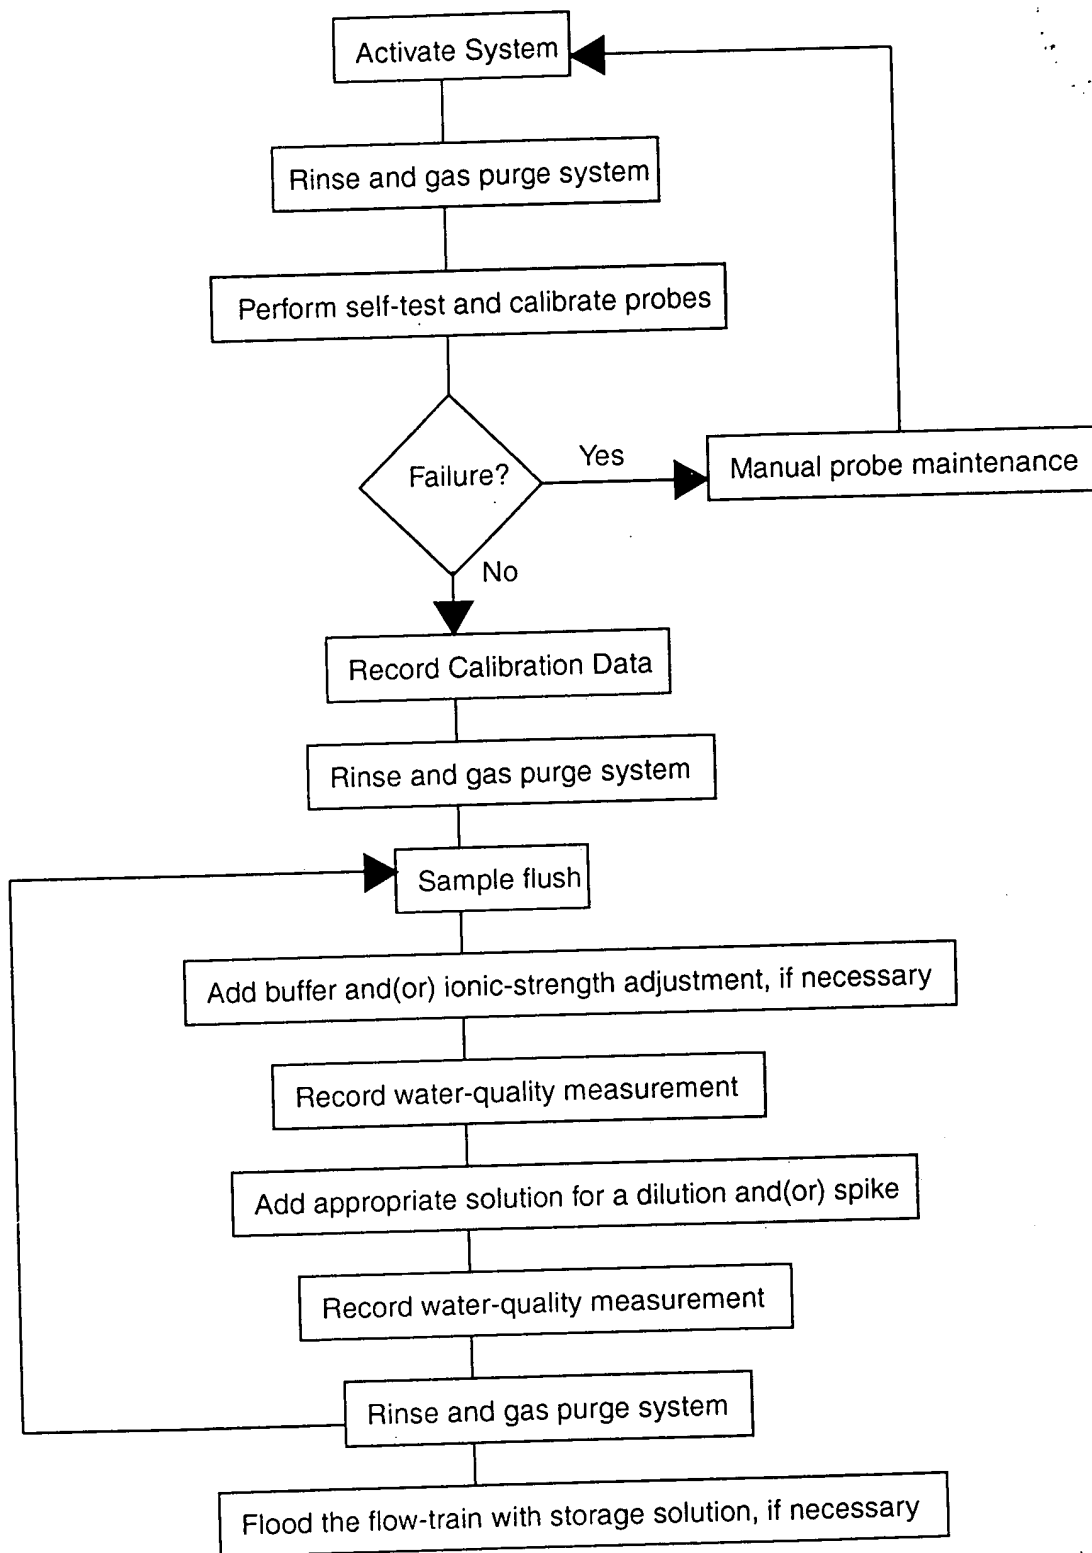 Activate System
Rinse and gas purge system
Perform self-test and calibrate probes
Failure?
Yes
Manual probe maintenance
No
Record Calibration Data
Rinse and gas purge system
Sample flush
Add buffer and(or) ionic-strength adjustment, if necessary
Record water-quality measurement
Add appropriate solution for a dilution and(or) spike
Record water-quality measurement
Rinse and gas purge system
Flood the flow-train with storage solution, if necessary